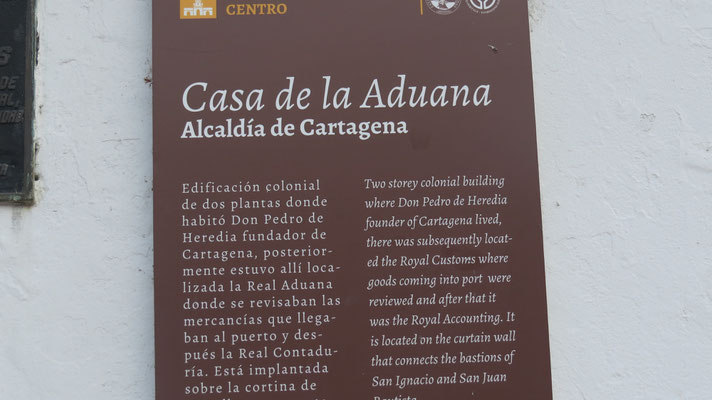 CENTRO
Casa de la Aduana
Alcaldía de Cartagena
Edificación colonial
de dos plantas donde
habitó Don Pedro de
Heredia fundador de
Cartagena, posterior-
mente estuvo allí loca-
lizada la Real Aduana
donde se revisaban las
mercancías que llega-
ban al puerto y des-
pués la Real Contadu-
ría. Está implantada
sobre la cortina de
Two storey colonial building
where Don Pedro de Heredia
founder of Cartagena lived,
there was subsequently locat-
ed the Royal Customs where
goods coming into port were
reviewed and after that it
was the Royal Accounting. It
is located on the curtain wall
that connects the bastions of
San Ignacio and San Juan